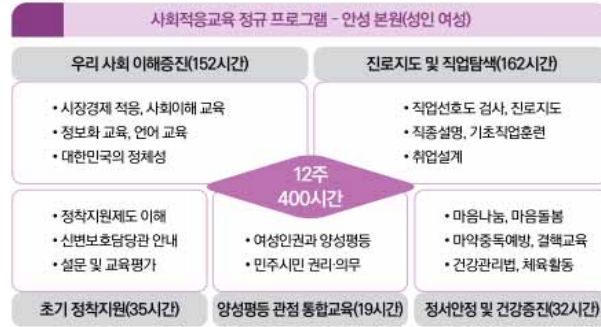 사회적응교육 정규 프로그램 - 안성 본원(성인 여성)
우리 사회 이해증진(152시간)
• 시장경제 적응, 사회이해 교육
• 정보화 교육, 언어 교육
• 대한민국의 정체성
진로지도 및 직업탐색(162시간)
• 직업선호도 검사, 진로지도
• 직종설명, 기초직업훈련
• 취업설계
12주
400시간
• 정착지원제도 이해
• 신변보호담당관 안내
• 설문 및 교육평가
초기 정착지원(35시간)
• 여성인권과 양성평등
• 민주시민 권리·의무
양성평등 관점 통합교육(19시간)
• 마음나눔, 마음돌봄
• 마약중독예방, 결핵교육
• 건강관리법, 체육활동
정서안정 및 건강증진(32시간)